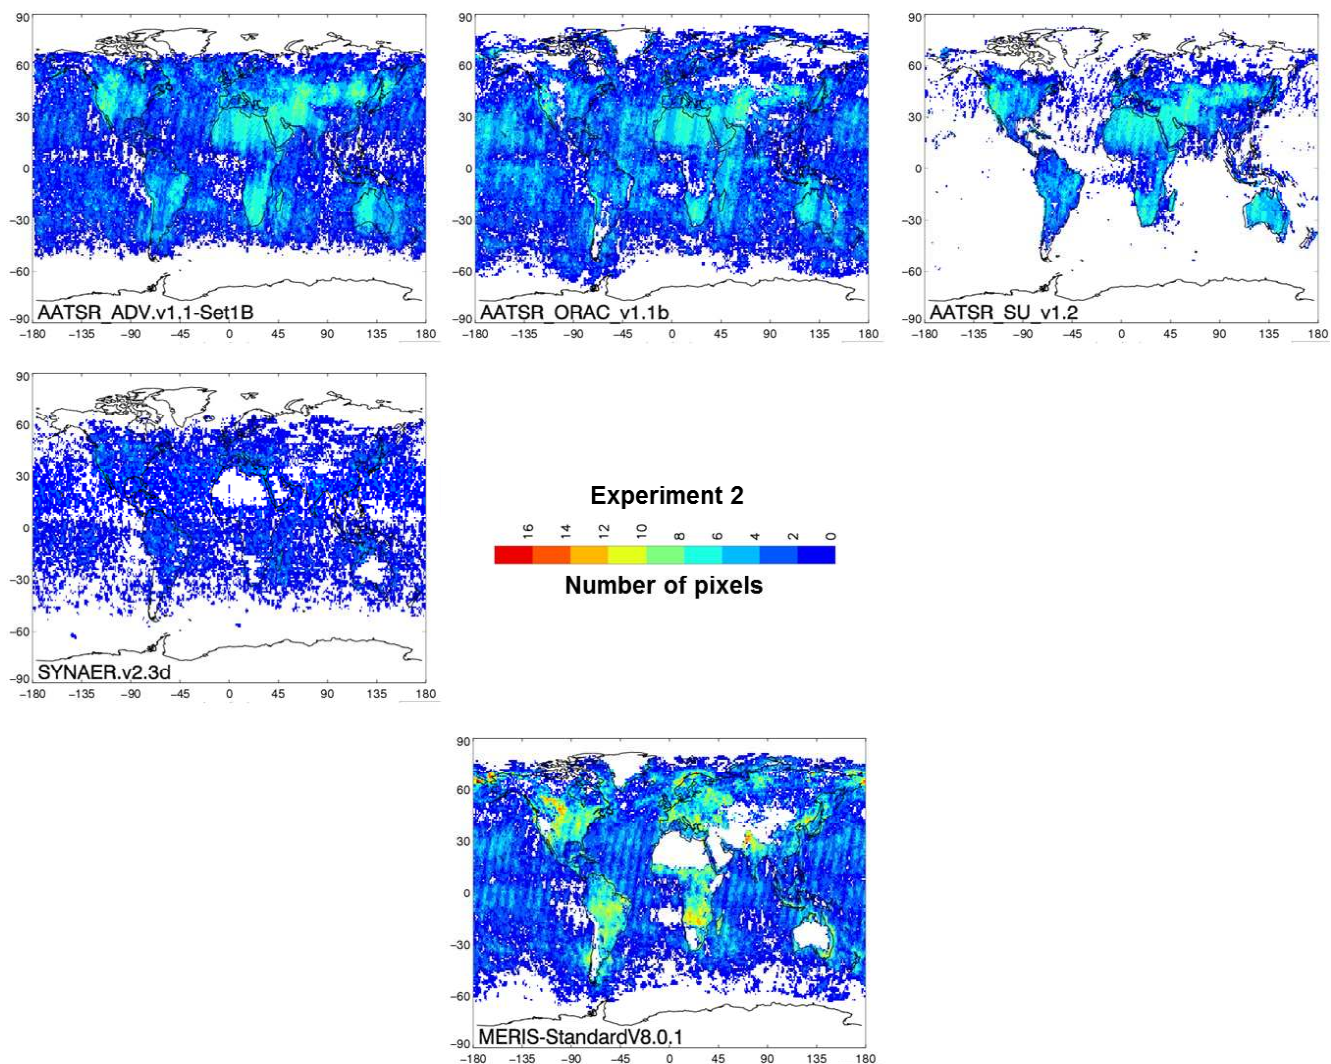 90
60
30
0
−30
−60
−90
AATSR_ADV.v1.1-Set1B
−180 −135 −90 −45 0 45 90 135 180
90
60
30
0
−30
−60
−90
AATSR_ORAC_v1.1b
−180 −135 −90 −45 0 45 90 135 180
90
60
30
0
−30
−60
−90
AATSR_SU_v1.2
−180 −135 −90 −45 0 45 90 135 180
90
60
30
0
−30
−60
−90
SYNAER.v2.3d
−180 −135 −90 −45 0 45 90 135 180
Experiment 2
16 14 12 10 8 6 4 2 0
Number of pixels
90
60
30
0
−30
−60
−90
MERIS-StandardV8.0.1
−180 −135 −90 −45 0 45 90 135 180